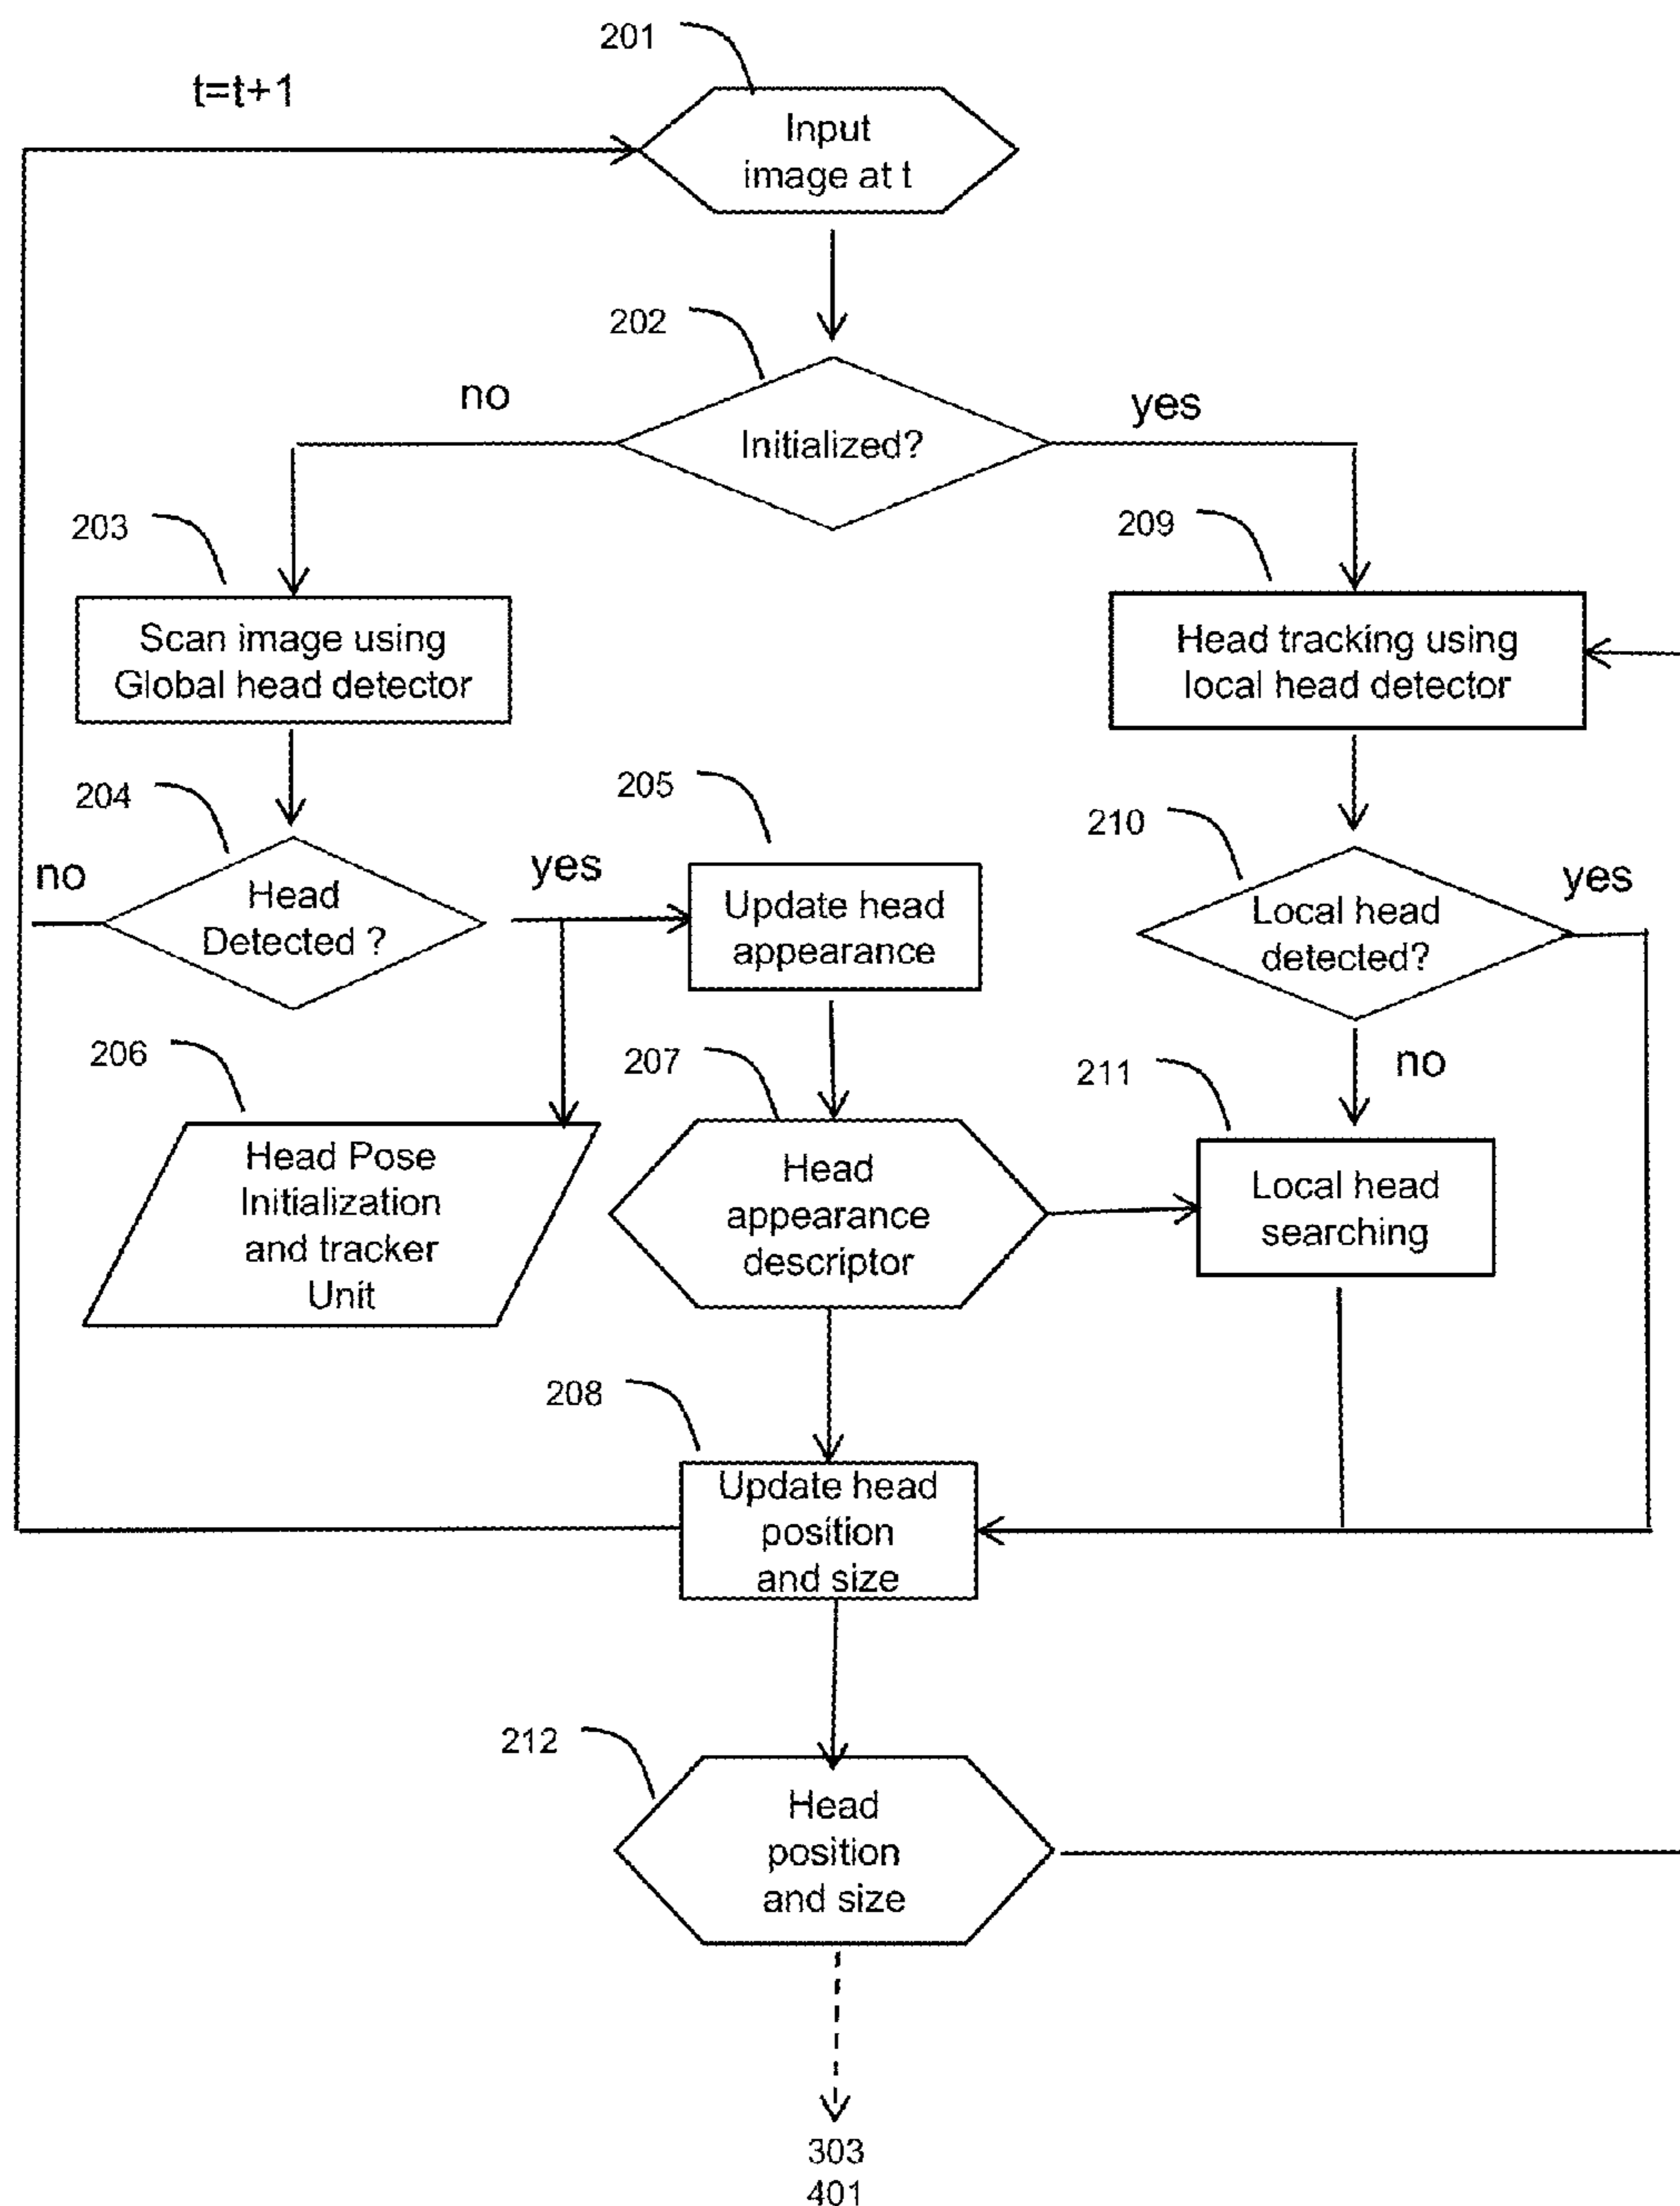 201
t=t+1
Input
image at t
202
no
yes
Initialized?
203
209
Scan image using
Global head detector
Head tracking using
local head detector
204
205
210
no
yes
yes
Head
Detected ?
Update head
appearance
Local head
detected?
206
207
211
no
Head Pose
Initialization
and tracker
Unit
Head
appearance
descriptor
Local head
searching
208
Update head
position
and size
212
Head
position
and size
303
401